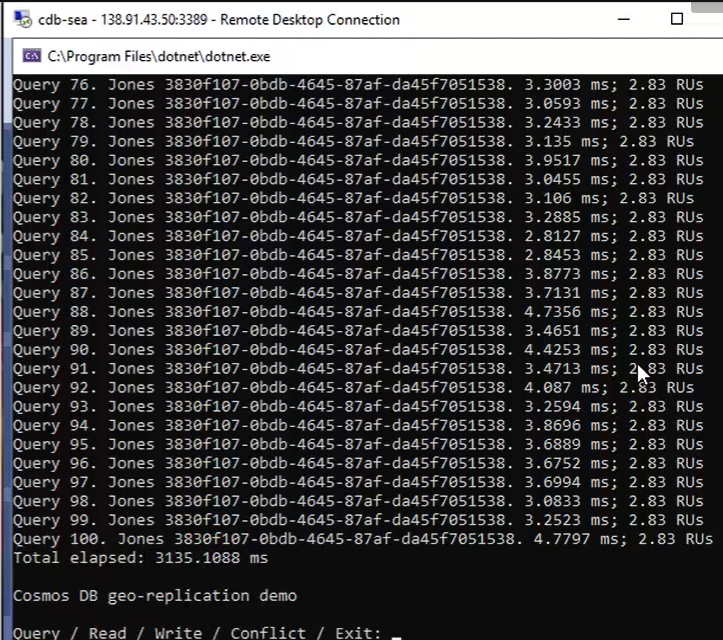 cdb-sea - 138.91.43.50:3389 - Remote Desktop Connection
C:\Program Files\dotnet\dotnet.exe
Query 76. Jones 3830f107-0bdb-4645-87af-da45f7051538. 3.3003 ms; 2.83 RUs
Query 77. Jones 3830f107-0bdb-4645-87af-da45f7051538. 3.0593 ms; 2.83 RUs
Query 78. Jones 3830f107-0bdb-4645-87af-da45f7051538. 3.2433 ms; 2.83 RUs
Query 79. Jones 3830f107-0bdb-4645-87af-da45f7051538. 3.135 ms; 2.83 RUs
Query 80. Jones 3830f107-0bdb-4645-87af-da45f7051538. 3.9517 ms; 2.83 RUs
Query 81. Jones 3830f107-0bdb-4645-87af-da45f7051538. 3.0455 ms; 2.83 RUs
Query 82. Jones 3830f107-0bdb-4645-87af-da45f7051538. 3.106 ms; 2.83 RUs
Query 83. Jones 3830f107-0bdb-4645-87af-da45f7051538. 3.2885 ms; 2.83 RUs
Query 84. Jones 3830f107-0bdb-4645-87af-da45f7051538. 2.8127 ms; 2.83 RUs
Query 85. Jones 3830f107-0bdb-4645-87af-da45f7051538. 2.8453 ms; 2.83 RUs
Query 86. Jones 3830f107-0bdb-4645-87af-da45f7051538. 3.8773 ms; 2.83 RUs
Query 87. Jones 3830f107-0bdb-4645-87af-da45f7051538. 3.7131 ms; 2.83 RUs
Query 88. Jones 3830f107-0bdb-4645-87af-da45f7051538. 4.7356 ms; 2.83 RUs
Query 89. Jones 3830f107-0bdb-4645-87af-da45f7051538. 3.4651 ms; 2.83 RUs
Query 90. Jones 3830f107-0bdb-4645-87af-da45f7051538. 4.4253 ms; 2.83 RUs
Query 91. Jones 3830f107-0bdb-4645-87af-da45f7051538. 3.4713 ms; 2.83 RUs
Query 92. Jones 3830f107-0bdb-4645-87af-da45f7051538. 4.087 ms; 2.83 RUs
Query 93. Jones 3830f107-0bdb-4645-87af-da45f7051538. 3.2594 ms; 2.83 RUs
Query 94. Jones 3830f107-0bdb-4645-87af-da45f7051538. 3.8696 ms; 2.83 RUs
Query 95. Jones 3830f107-0bdb-4645-87af-da45f7051538. 3.6889 ms; 2.83 RUs
Query 96. Jones 3830f107-0bdb-4645-87af-da45f7051538. 3.6752 ms; 2.83 RUs
Query 97. Jones 3830f107-0bdb-4645-87af-da45f7051538. 3.6994 ms; 2.83 RUs
Query 98. Jones 3830f107-0bdb-4645-87af-da45f7051538. 3.0833 ms; 2.83 RUs
Query 99. Jones 3830f107-0bdb-4645-87af-da45f7051538. 3.2523 ms; 2.83 RUs
Query 100. Jones 3830f107-0bdb-4645-87af-da45f7051538. 4.7797 ms; 2.83 RUs
Total elapsed: 3135.1088 ms
Cosmos DB geo-replication demo
Query / Read / Write / Conflict / Exit: _